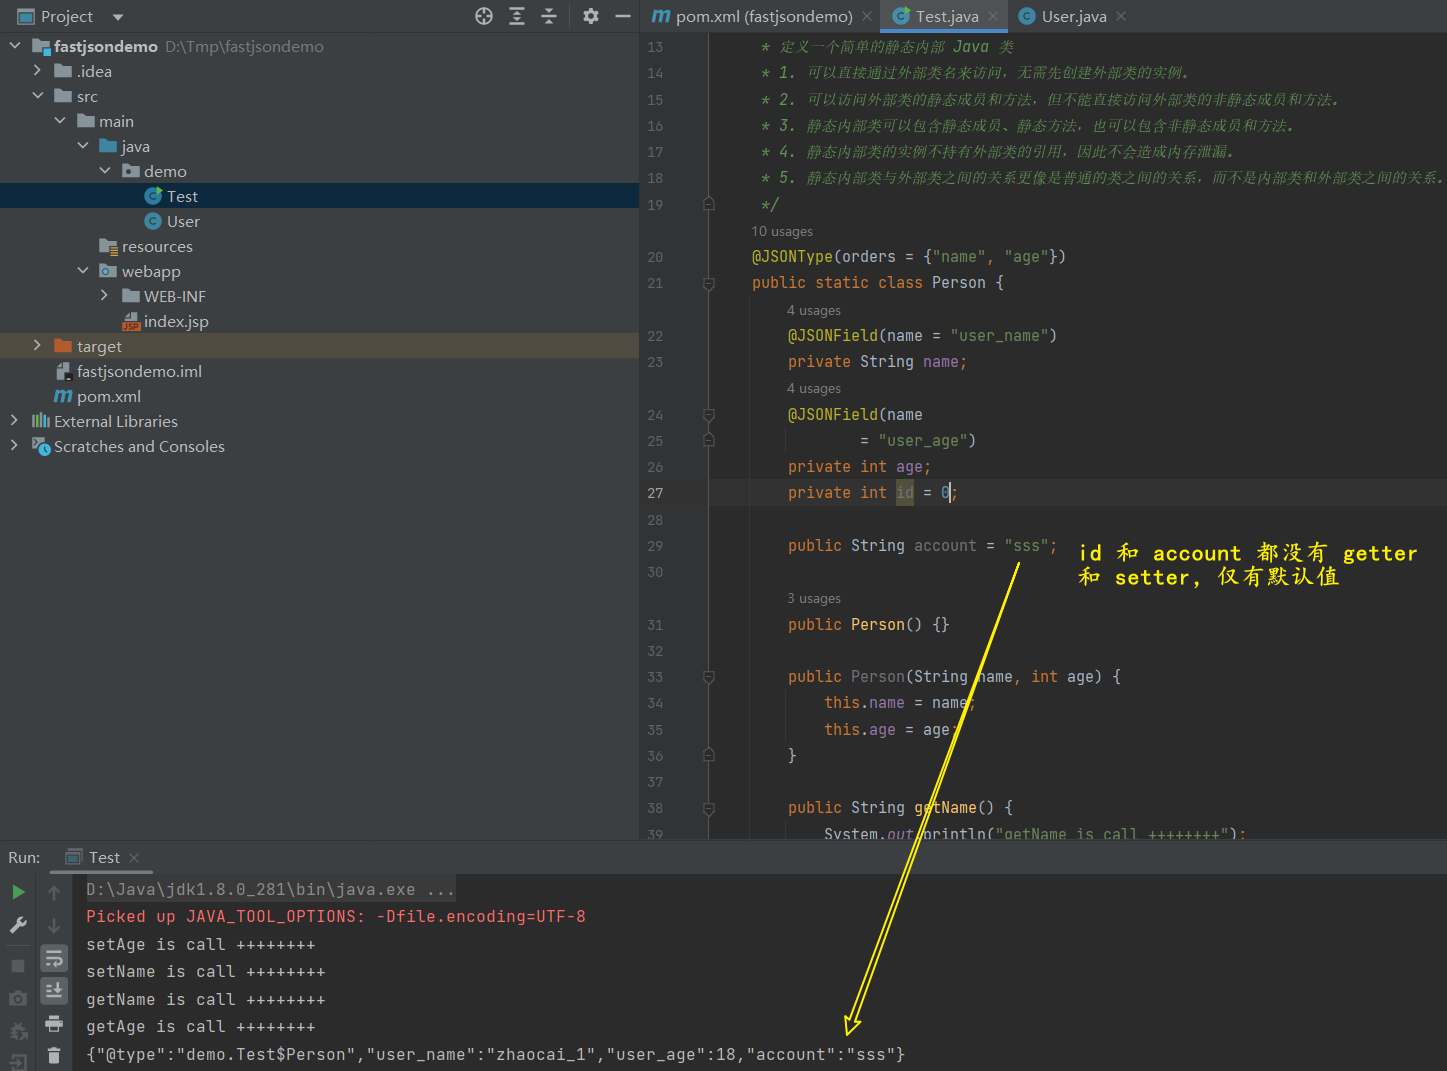 Project
fastjsondemo D:\Tmp\fastjsondemo
.idea
src
main
java
demo
Test
User
resources
webapp
WEB-INF
index.jsp
target
fastjsondemo.iml
pom.xml
External Libraries
Scratches and Consoles
pom.xml (fastjsondemo)
Test.java
User.java
13 * 定义一个简单的静态内部 Java 类
14 * 1. 可以直接通过外部类名来访问，无需先创建外部类的实例.
15 * 2. 可以访问外部类的静态成员和方法，但不能直接访问外部类的非静态成员和方法.
16 * 3. 静态内部类可以包含静态成员、静态方法，也可以包含非静态成员和方法.
17 * 4. 静态内部类的实例不持有外部类的引用，因此不会造成内存泄漏.
18 * 5. 静态内部类与外部类之间的关系更像是普通的类之间的关系，而不是内部类和外部类之间的关系.
19 */
10 usages
20 @JSONType(orders = {"name", "age"})
21 public static class Person {
4 usages
22 @JSONField(name = "user_name")
23 private String name;
4 usages
24 @JSONField(name
25 = "user_age")
26 private int age;
27 private int id = 0;
28
29 public String account = "sss";
id 和 account 都没有 getter
和 setter, 仅有默认值
30
3 usages
31 public Person() {}
32
33 public Person(String name, int age) {
34 this.name = name;
35 this.age = age;
36 }
37
38 public String getName() {
39 System.out.println("getName is call ++++++++");
Run: Test
D:\Java\jdk1.8.0_281\bin\java.exe ...
Picked up JAVA_TOOL_OPTIONS: -Dfile.encoding=UTF-8
setAge is call ++++++++
setName is call ++++++++
getName is call ++++++++
getAge is call ++++++++
{"@type":"demo.Test$Person","user_name":"zhaocai_1","user_age":18,"account":"sss"}